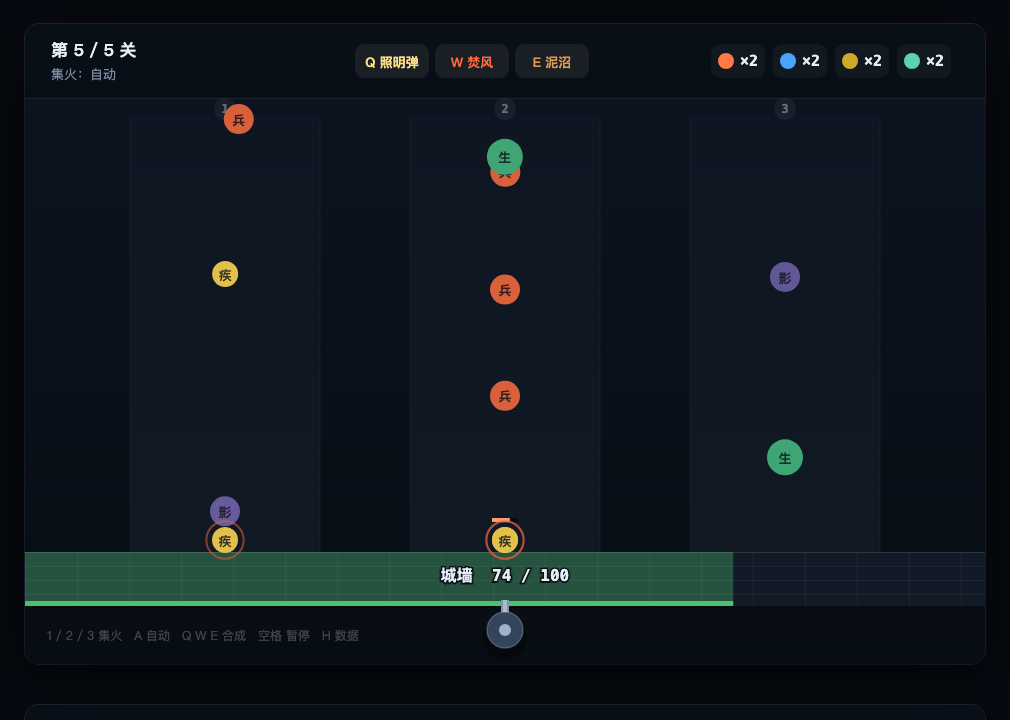 第 5 / 5 关
集火：自动
Q 照明弹
W 焚风
E 泥沼
×2
×2
×2
×2
1
2
3
兵
生
兵
疾
影
兵
兵
生
影
疾
疾
城墙 74 / 100
1 / 2 / 3 集火 A 自动 Q W E 合成 空格 暂停 H 数据